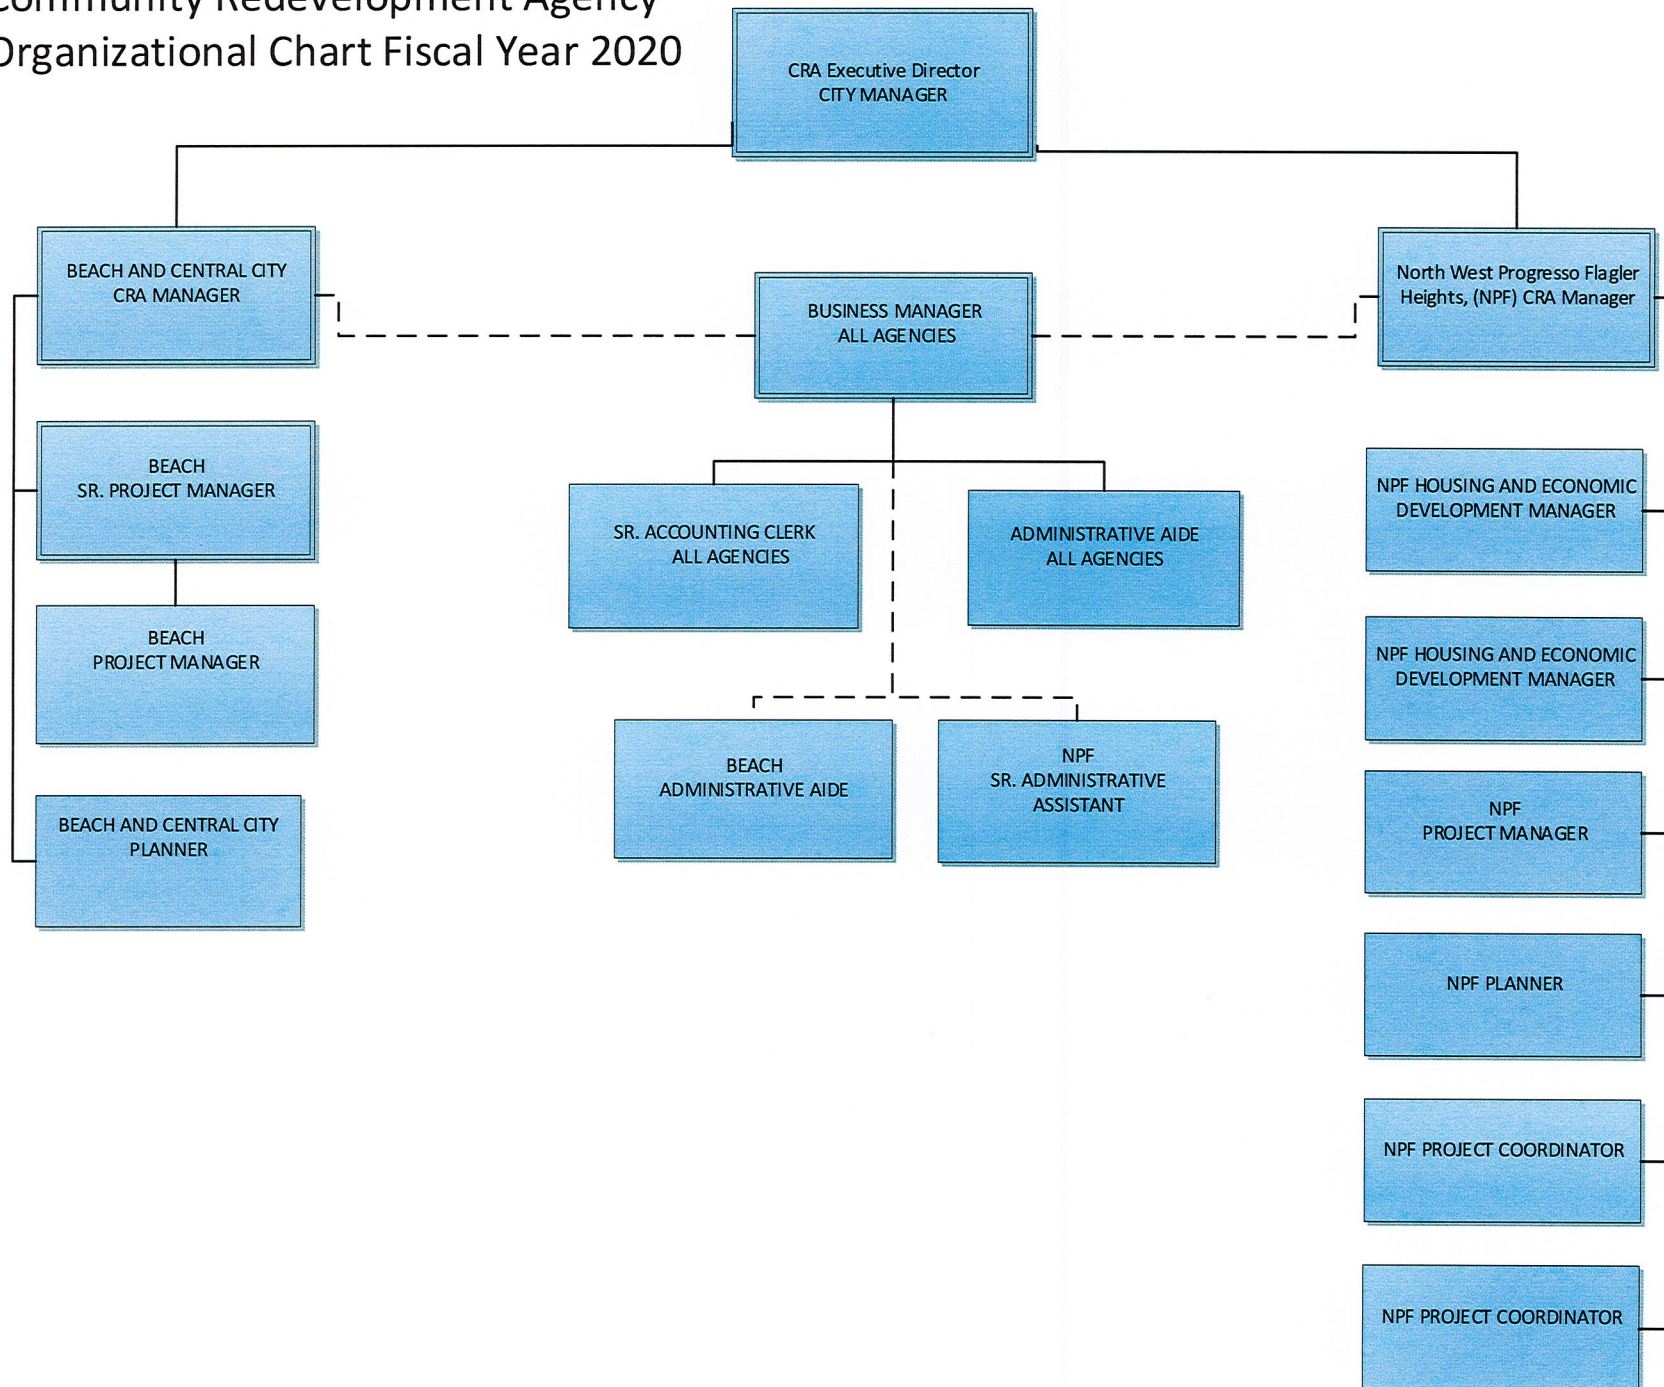 Community Redevelopment Agency
Organizational Chart Fiscal Year 2020
CRA Executive Director
CITY MANAGER
BEACH AND CENTRAL CITY
CRA MANAGER
BUSINESS MANAGER
ALL AGENCIES
North West Progresso Flagler
Heights, (NPF) CRA Manager
BEACH
SR. PROJECT MANAGER
BEACH
PROJECT MANAGER
BEACH AND CENTRAL CITY
PLANNER
SR. ACCOUNTING CLERK
ALL AGENCIES
ADMINISTRATIVE AIDE
ALL AGENCIES
BEACH
ADMINISTRATIVE AIDE
NPF
SR. ADMINISTRATIVE
ASSISTANT
NPF HOUSING AND ECONOMIC
DEVELOPMENT MANAGER
NPF HOUSING AND ECONOMIC
DEVELOPMENT MANAGER
NPF
PROJECT MANAGER
NPF PLANNER
NPF PROJECT COORDINATOR
NPF PROJECT COORDINATOR